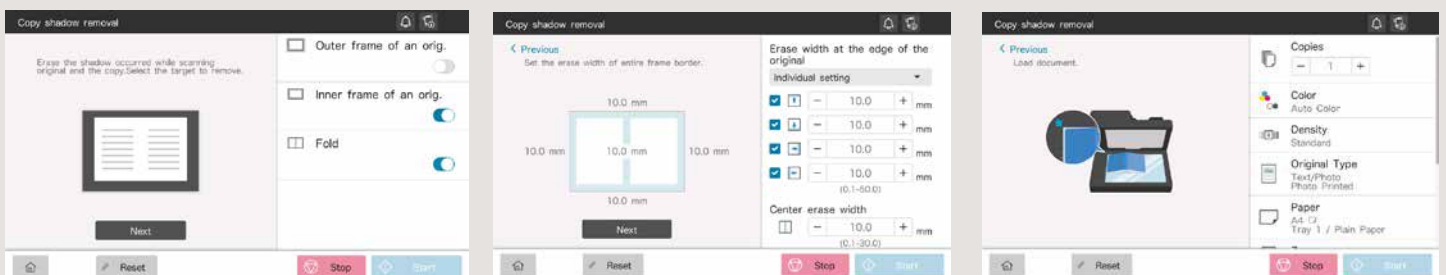 Copy shadow removal
Erase the shadow occurred while scanning
original and the copy.Select the target to remove.
Next
Outer frame of an orig.
Inner frame of an orig.
Fold
Reset
Stop
Start
Copy shadow removal
Previous
Set the erase width of entire frame border.
10.0 mm
10.0 mm
10.0 mm
10.0 mm
10.0 mm
Next
Erase width at the edge of the
original
Individual setting
− 10.0 + mm
− 10.0 + mm
− 10.0 + mm
− 10.0 + mm
(0.1-50.0)
Center erase width
− 10.0 + mm
(0.1-30.0)
Reset
Stop
Start
Copy shadow removal
Previous
Load document.
Copies
− 1 +
Color
Auto Color
Density
Standard
Original Type
Text/Photo
Photo Printed
Paper
A4
Tray 1 / Plain Paper
Reset
Stop
Start